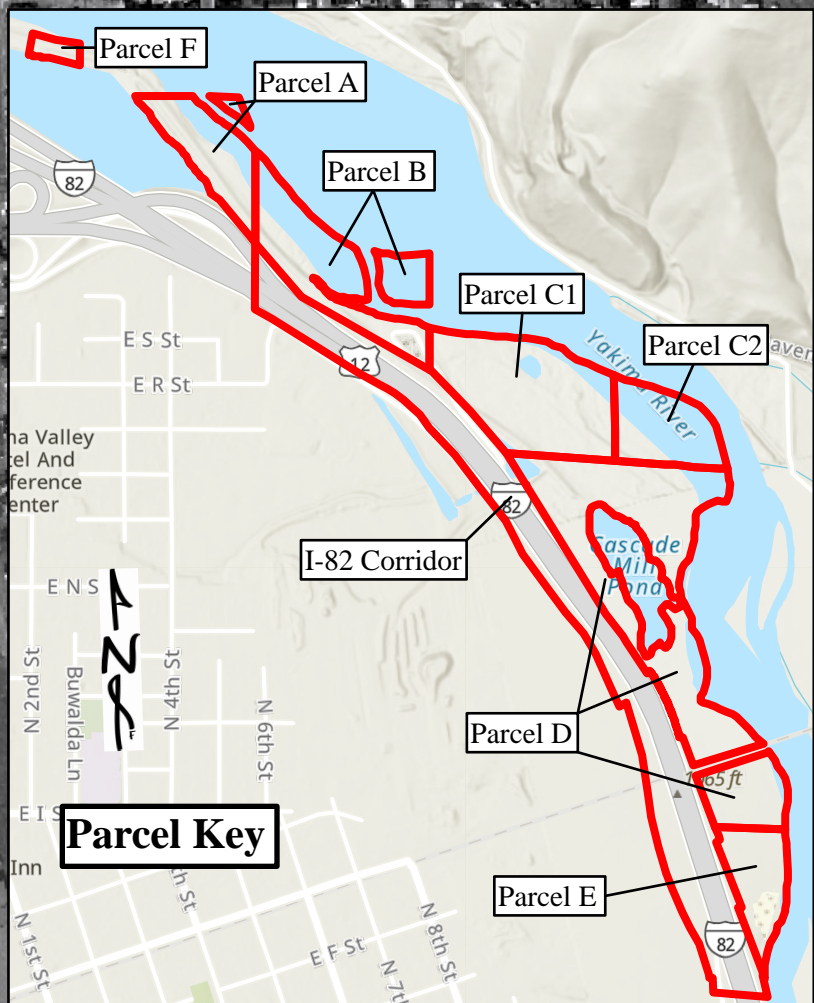 Parcel F
Parcel A
82
Parcel B
Parcel C1
Yakima River
Parcel C2
E S St
12
E R St
Valley
And
82
I-82 Corridor
Cascade
Mill
Pond
E N S
N
N 2nd St
Buwalda Ln
N 4th St
N 6th St
Parcel D
E I S
Parcel Key
Inn
Parcel E
N 1st St
E F St
N 8th St
82